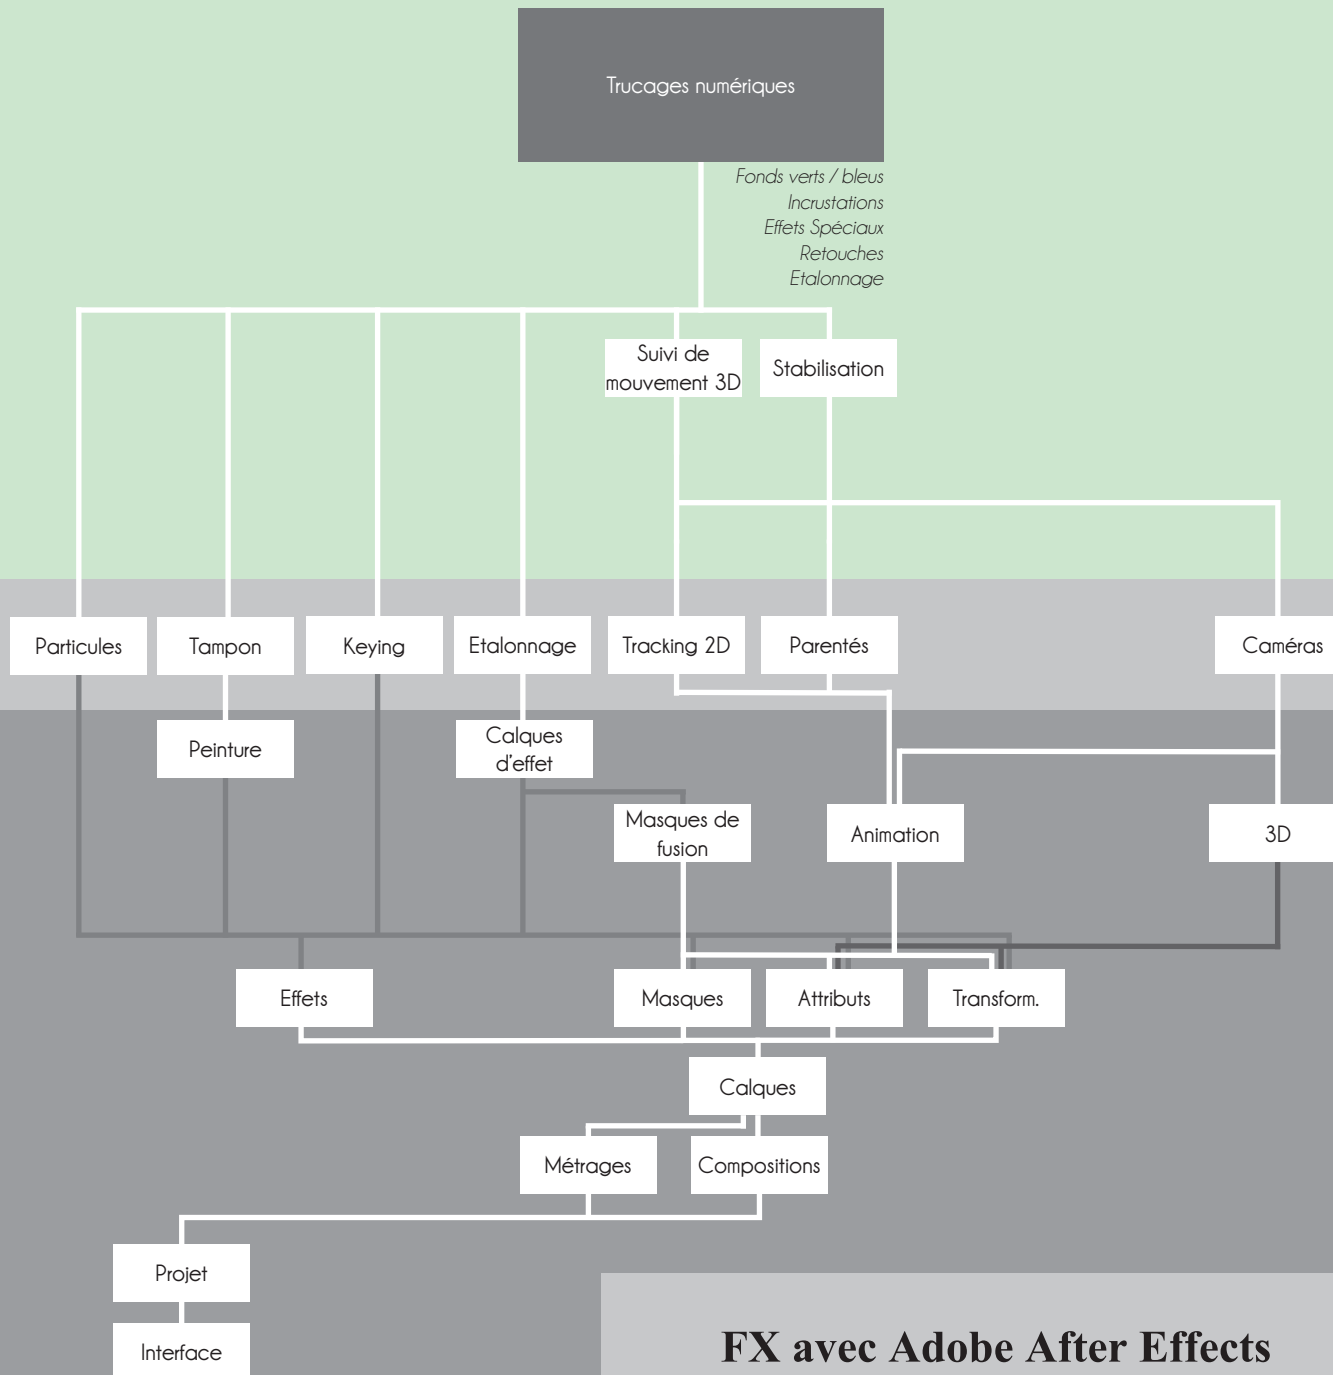 Trucages numériques
Fonds verts / bleus
Incrustations
Effets Spéciaux
Retouches
Etalonnage
Suivi de
mouvement 3D
Stabilisation
Particules
Tampon
Keying
Etalonnage
Tracking 2D
Parentés
Caméras
Peinture
Calques
d'effet
Masques de
fusion
Animation
3D
Effets
Masques
Attributs
Transform.
Calques
Métrages
Compositions
Projet
Interface
FX avec Adobe After Effects